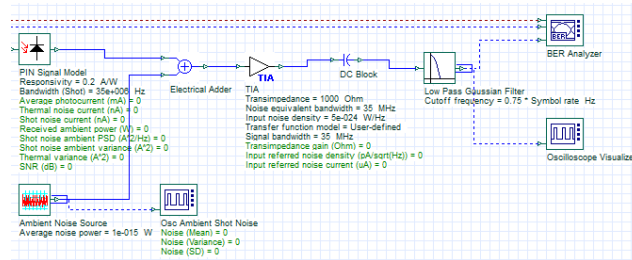 BER
BER Analyzer
PIN Signal Model
Responsivity = 0.2 A/W
Bandwidth (Shot) = 35e+006 Hz
Average photocurrent (mA) = 0
Thermal noise current (nA) = 0
Shot noise current (nA) = 0
Received ambient power (W) = 0
Shot noise ambient PSD (A^2/Hz) = 0
Shot noise ambient variance (A^2) = 0
Thermal variance (A^2) = 0
SNR (dB) = 0
Electrical Adder
TIA
TIA
Transimpedance = 1000 Ohm
Noise equivalent bandwidth = 35 MHz
Input noise density = 5e-024 W/Hz
Transfer function model = User-defined
Signal bandwidth = 35 MHz
Transimpedance gain (Ohm) = 0
Input referred noise density (pA/sqrt(Hz)) = 0
Input referred noise current (uA) = 0
DC Block
Low Pass Gaussian Filter
Cutoff frequency = 0.75 * Symbol rate Hz
Oscilloscope Visualize
Ambient Noise Source
Average noise power = 1e-015 W
Osc Ambient Shot Noise
Noise (Mean) = 0
Noise (Variance) = 0
Noise (SD) = 0